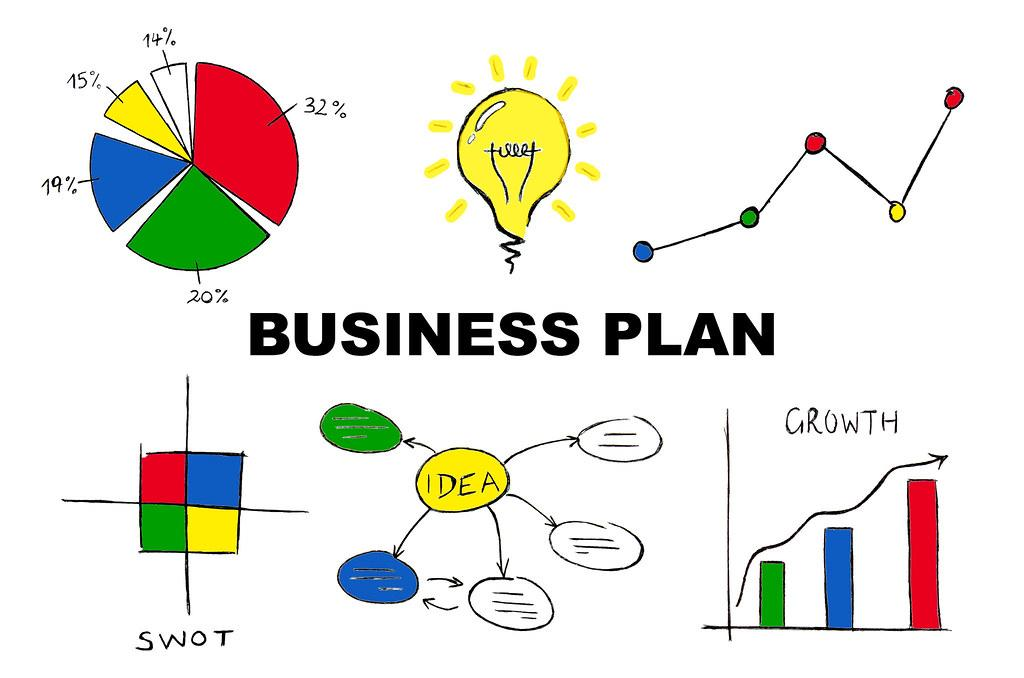 14%
15%
32%
19%
20%
BUSINESS PLAN
GROWTH
IDEA
SWOT